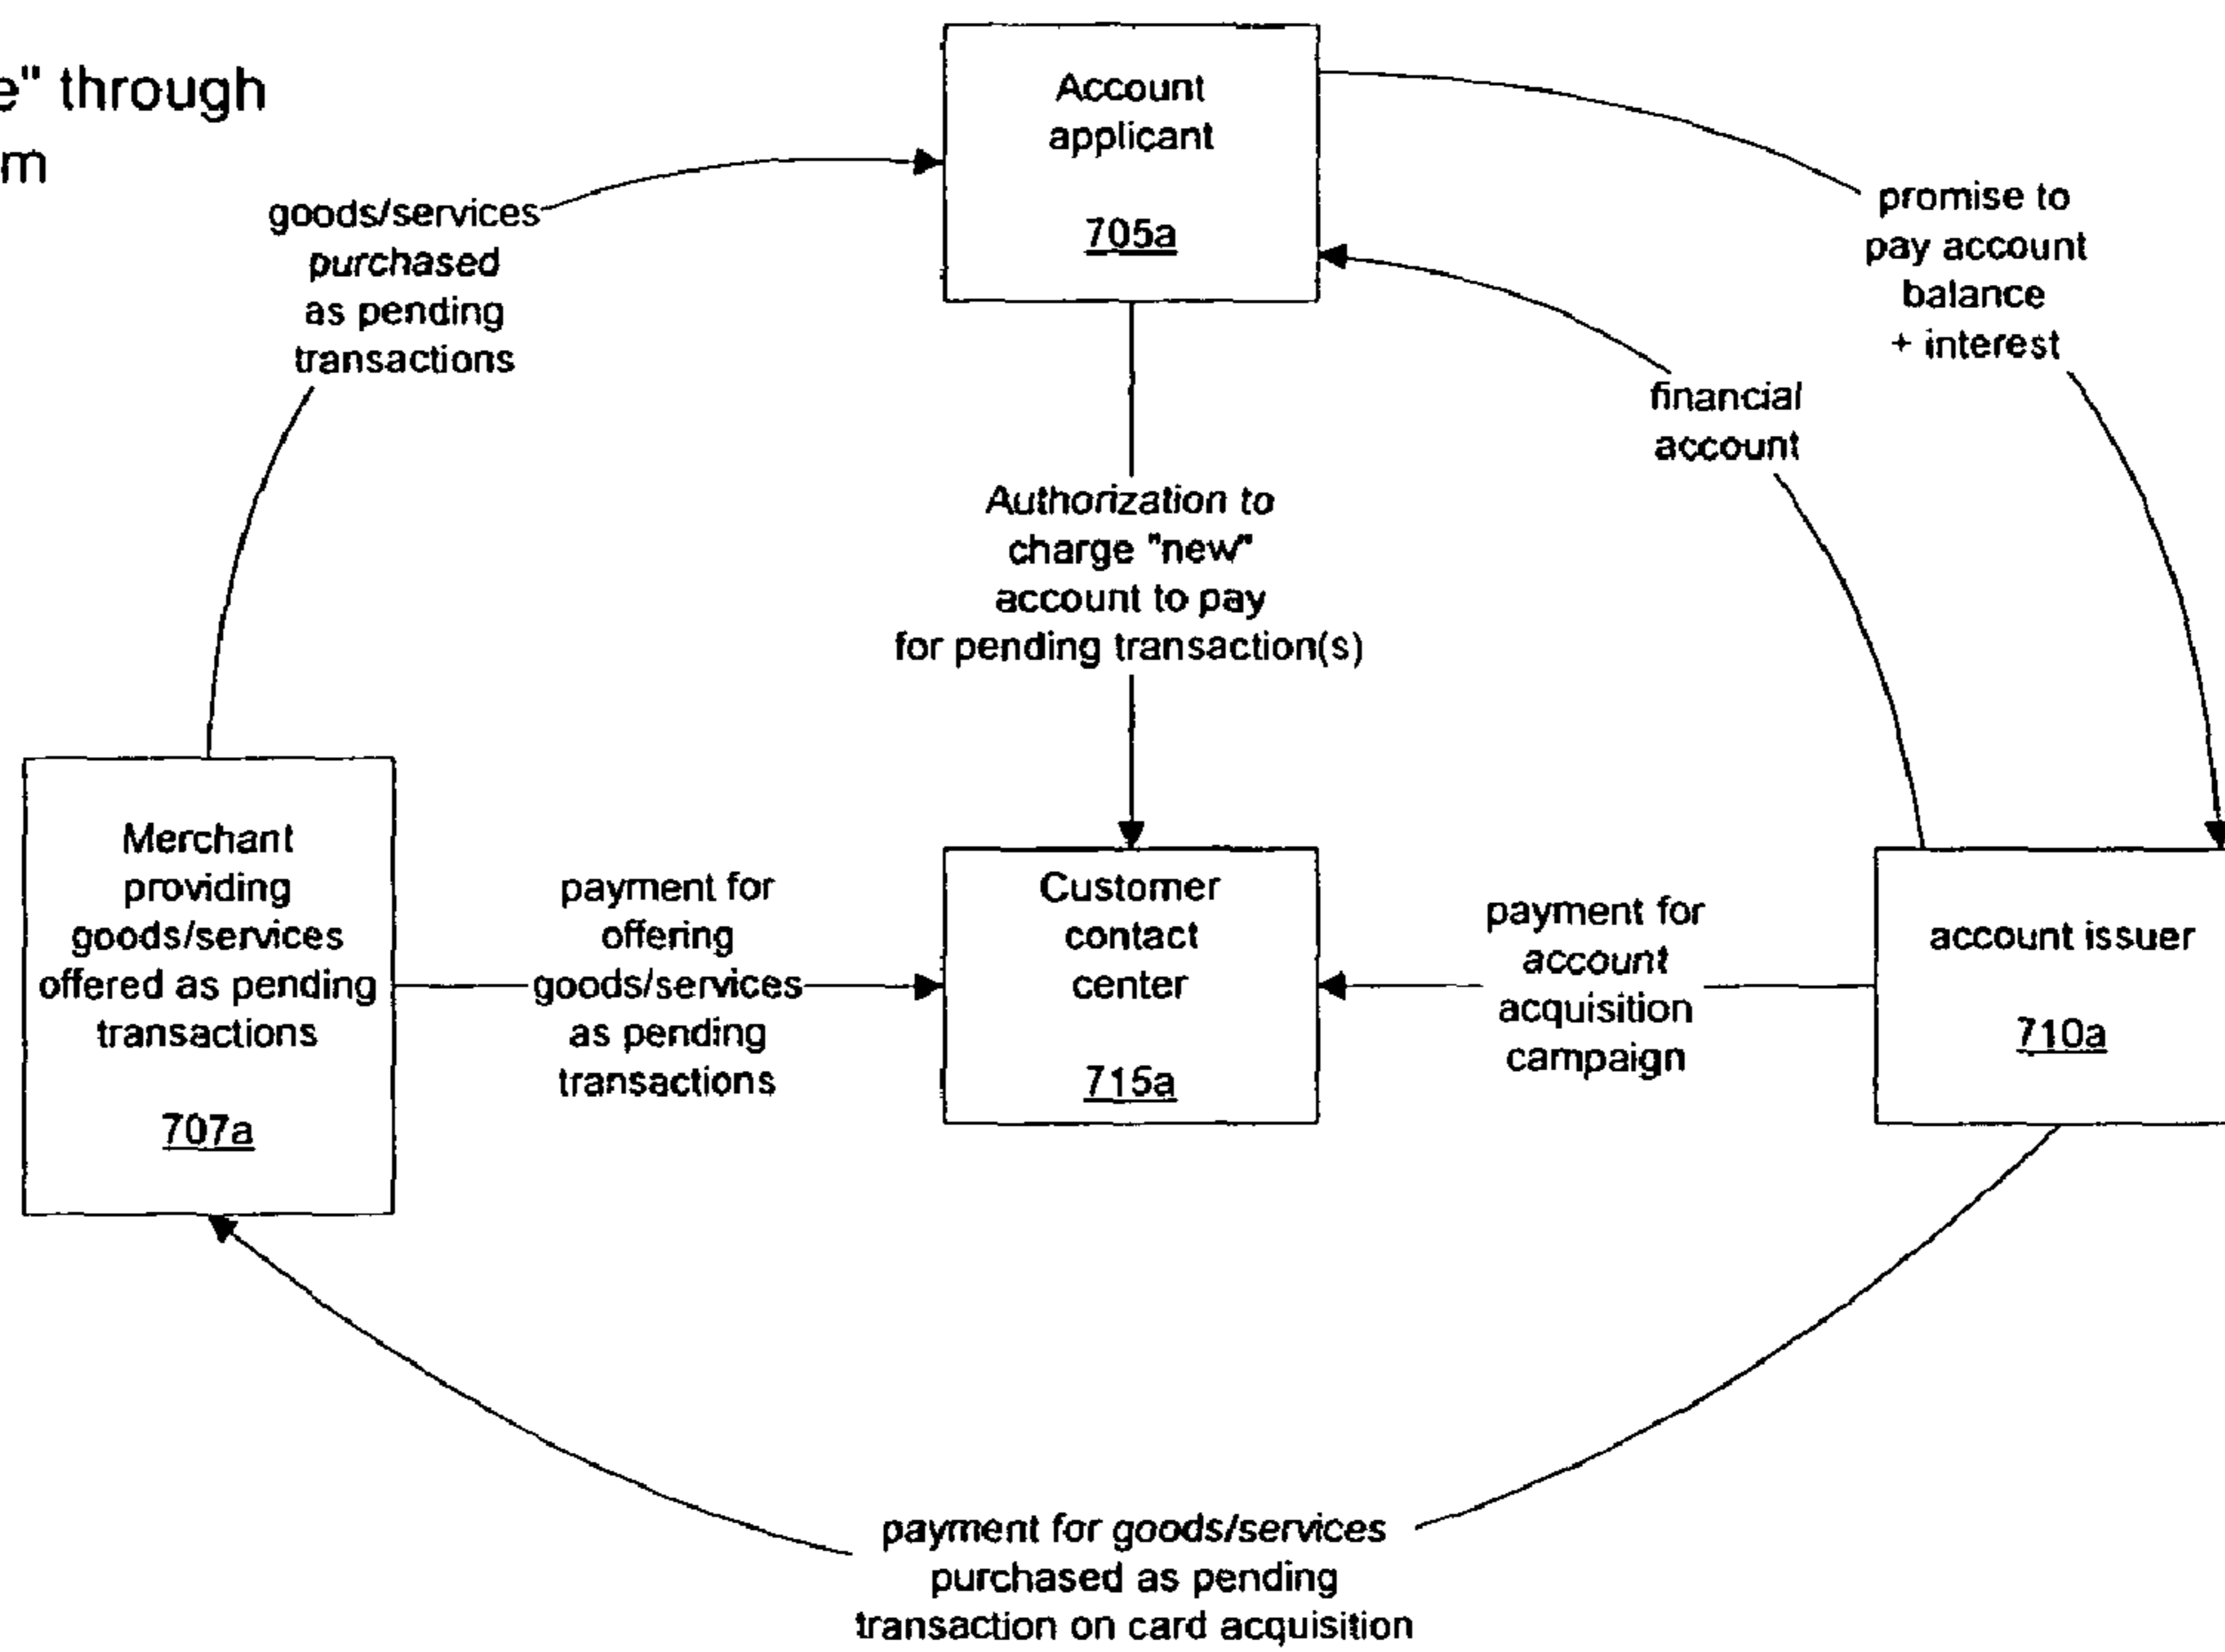 e" through
m
Account
applicant
705a
goods/services
purchased
as pending
transactions
promise to
pay account
balance
+ interest
financial
account
Authorization to
charge "new"
account to pay
for pending transaction(s)
Merchant
providing
goods/services
offered as pending
transactions
707a
payment for
offering
goods/services
as pending
transactions
Customer
contact
center
715a
payment for
account
acquisition
campaign
account issuer
710a
payment for goods/services
purchased as pending
transaction on card acquisition